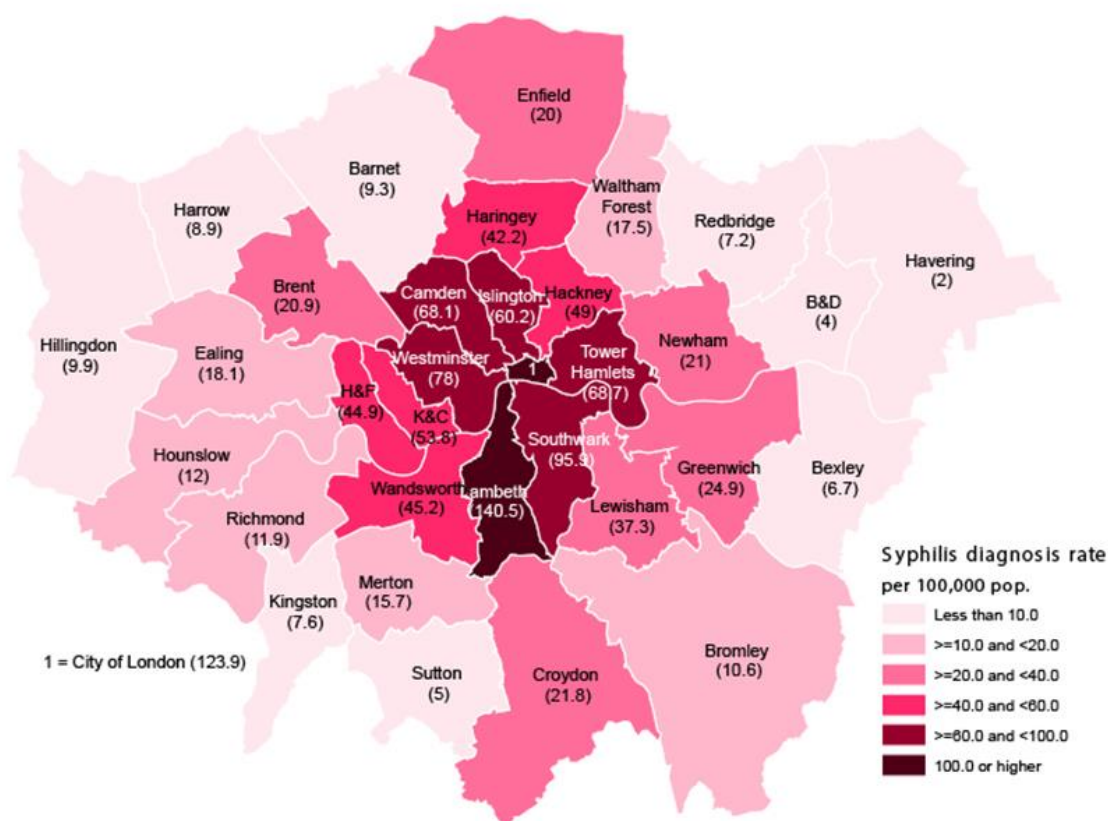 Enfield
(20)
Barnet
(9.3)
Waltham
Forest
(17.5)
Harrow
(8.9)
Haringey
(42.2)
Redbridge
(7.2)
Havering
(2)
Brent
(20.9)
Camden
(68.1)
Islington
(60.2)
Hackney
(49)
B&D
(4)
Hillingdon
(9.9)
Ealing
(18.1)
Westminster
(78)
1
Tower
Hamlets
(68.7)
Newham
(21)
H&F
(44.9)
K&C
(53.8)
Southwark
(95.9)
Hounslow
(12)
Greenwich
(24.9)
Bexley
(6.7)
Wandsworth
(45.2)
Lambeth
(140.5)
Lewisham
(37.3)
Richmond
(11.9)
Merton
(15.7)
Kingston
(7.6)
1 = City of London (123.9)
Sutton
(5)
Croydon
(21.8)
Bromley
(10.6)
Syphilis diagnosis rate
per 100,000 pop.
Less than 10.0
>=10.0 and <20.0
>=20.0 and <40.0
>=40.0 and <60.0
>=60.0 and <100.0
100.0 or higher